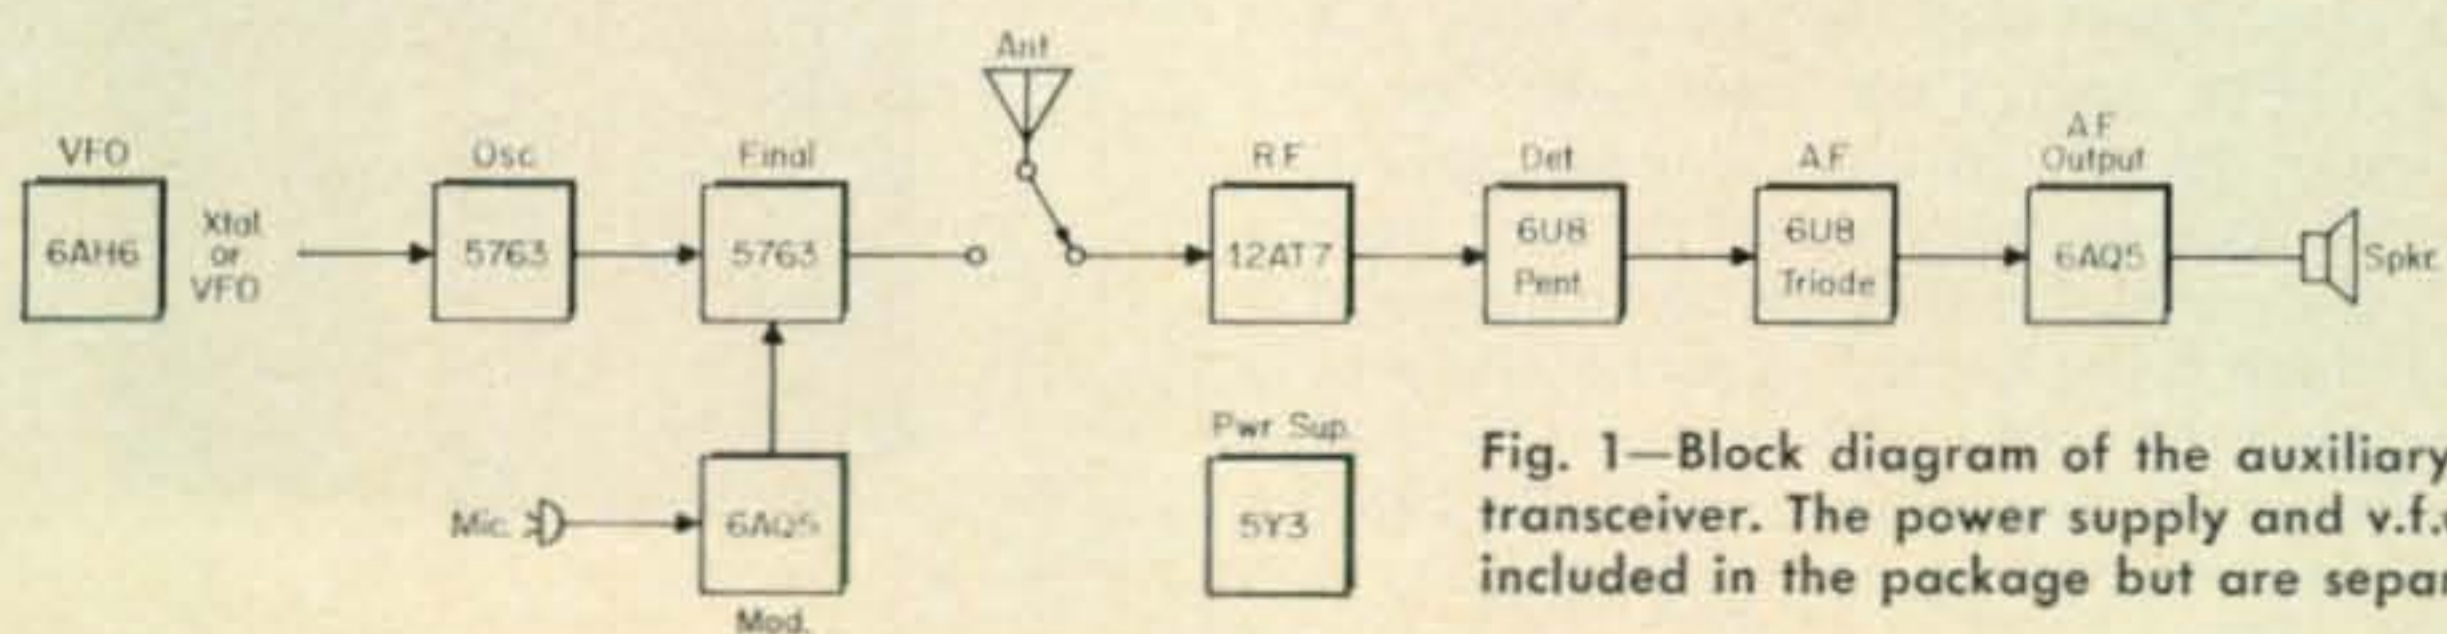 Ant
VFO
6AH6
Xtal
or
VFO
Osc
5763
Final
5763
R F
12AT7
Det
6U8
Pent
A F
6U8
Triode
A F
Output
6AQ5
Spkr
Mic.
6AQ5
Mod.
Pwr Sup.
5Y3
Fig. 1—Block diagram of the auxiliary
transceiver. The power supply and
included in the package but are